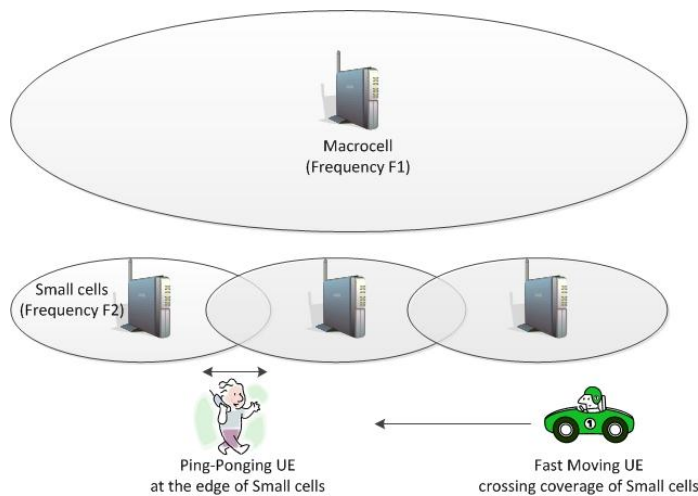 Macrocell
(Frequency F1)
Small cells
(Frequency F2)
1
Ping-Ponging UE
at the edge of Small cells
Fast Moving UE
crossing coverage of Small cells